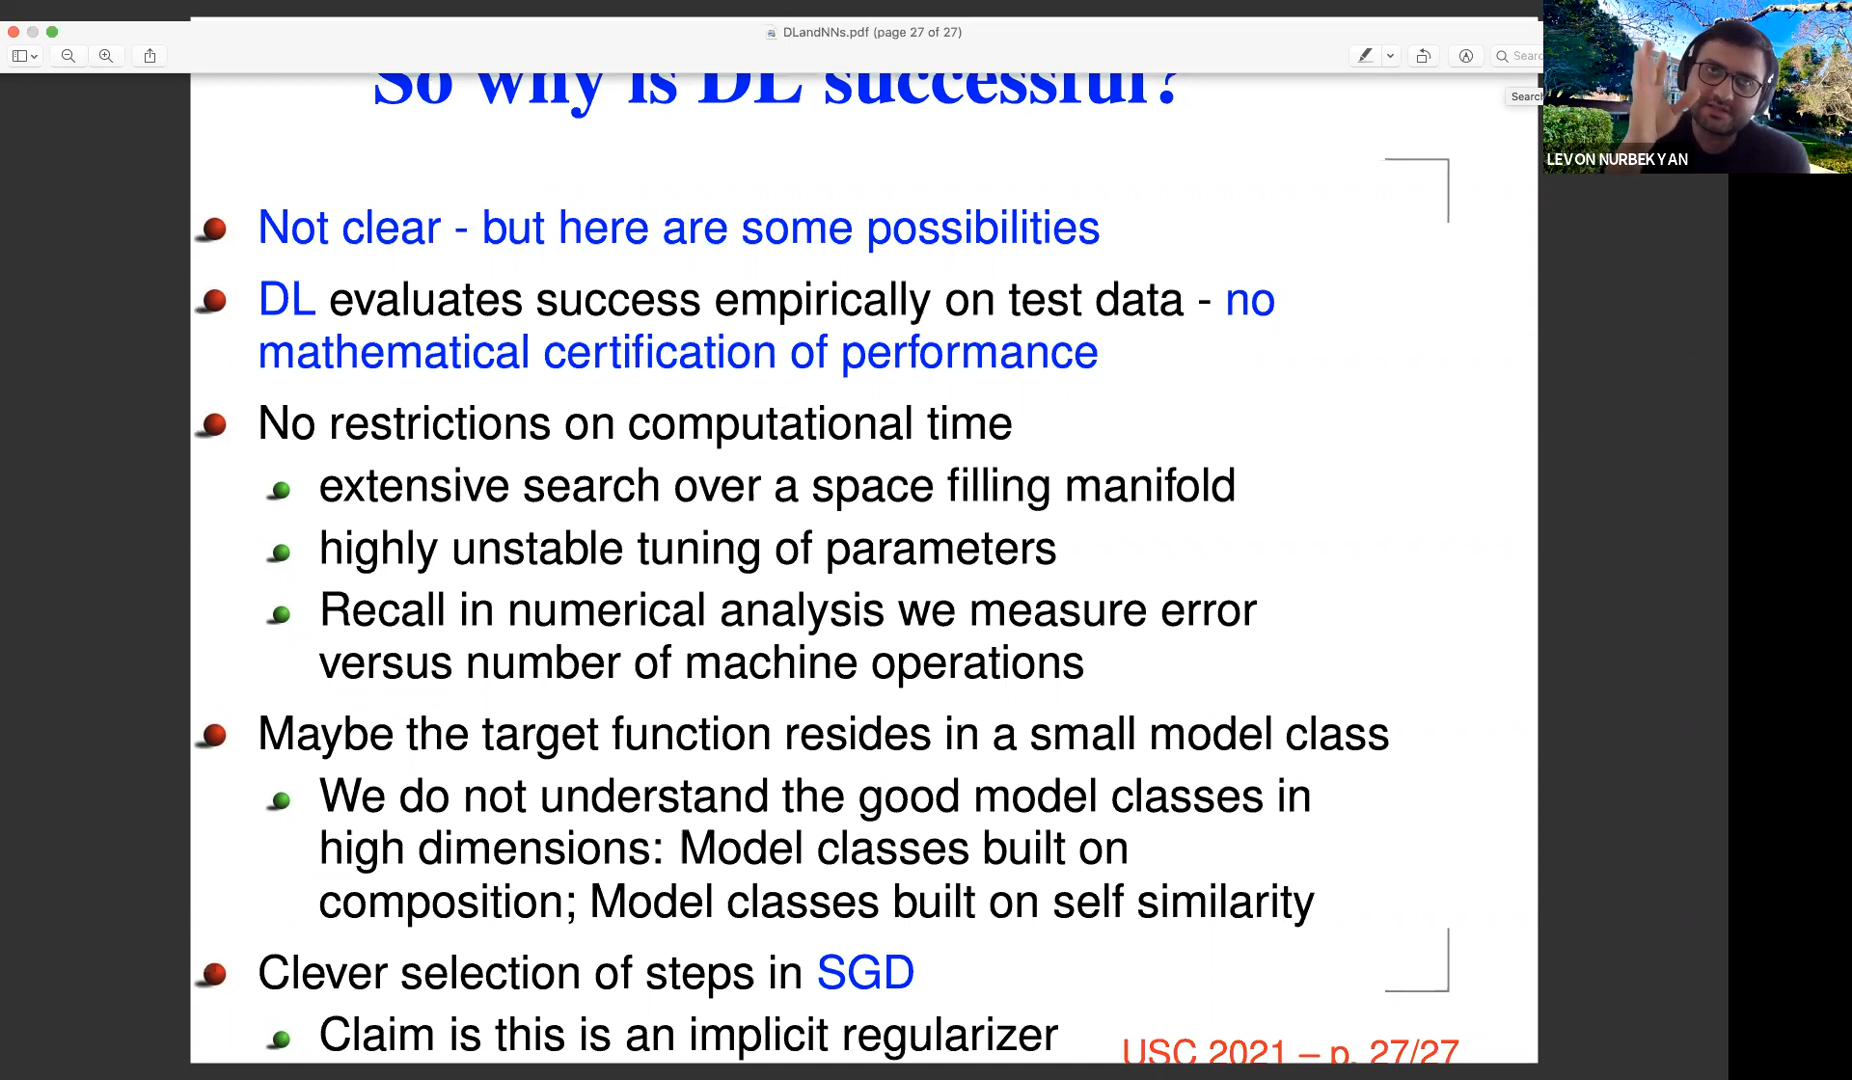 DLandNNs.pdf (page 27 of 27)
Search
LEVON NURBEKYAN
So why is DL successful?
Not clear - but here are some possibilities
DL evaluates success empirically on test data - no
mathematical certification of performance
No restrictions on computational time
extensive search over a space filling manifold
highly unstable tuning of parameters
Recall in numerical analysis we measure error
versus number of machine operations
Maybe the target function resides in a small model class
We do not understand the good model classes in
high dimensions: Model classes built on
composition; Model classes built on self similarity
Clever selection of steps in SGD
Claim is this is an implicit regularizer
USC 2021 – p. 27/27